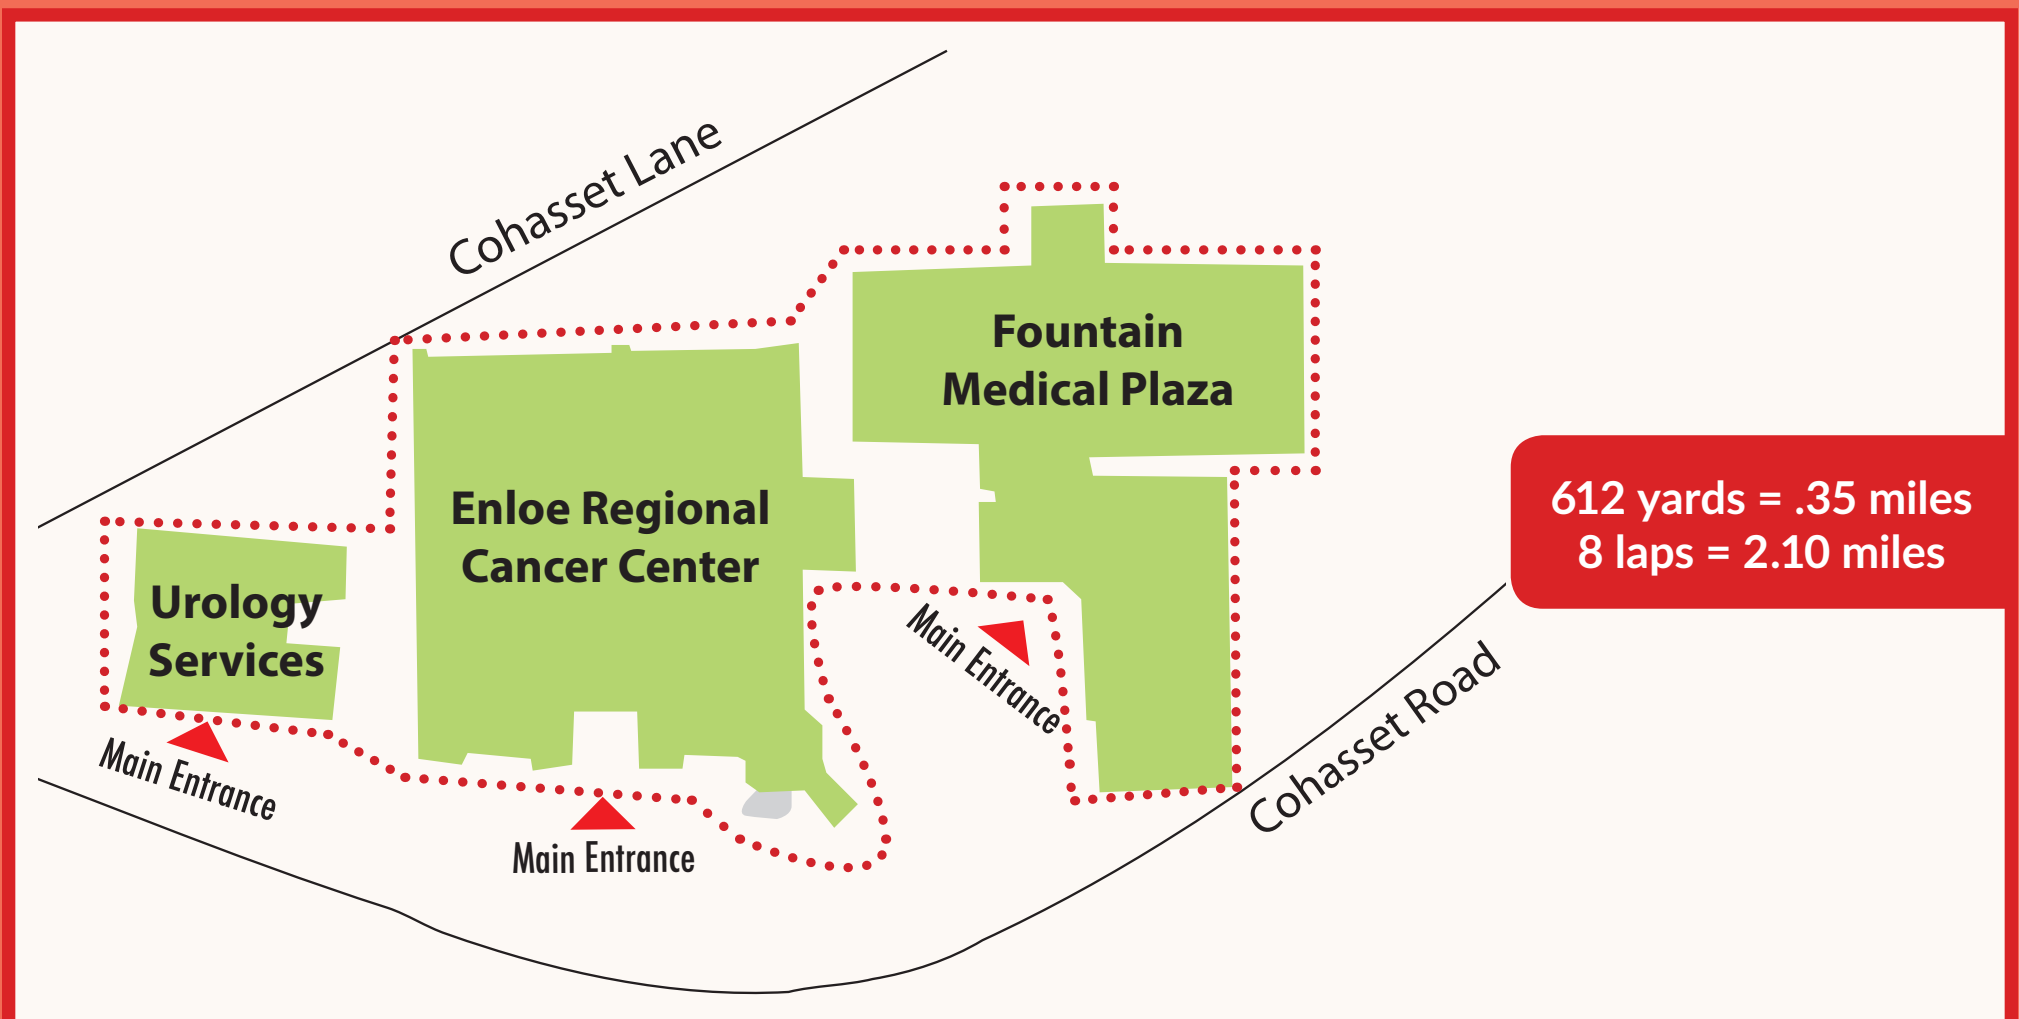 Cohasset Lane
Fountain
Medical Plaza
Enloe Regional
Cancer Center
612 yards = .35 miles
8 laps = 2.10 miles
Urology
Services
Main Entrance
Main Entrance
Main Entrance
Cohasset Road